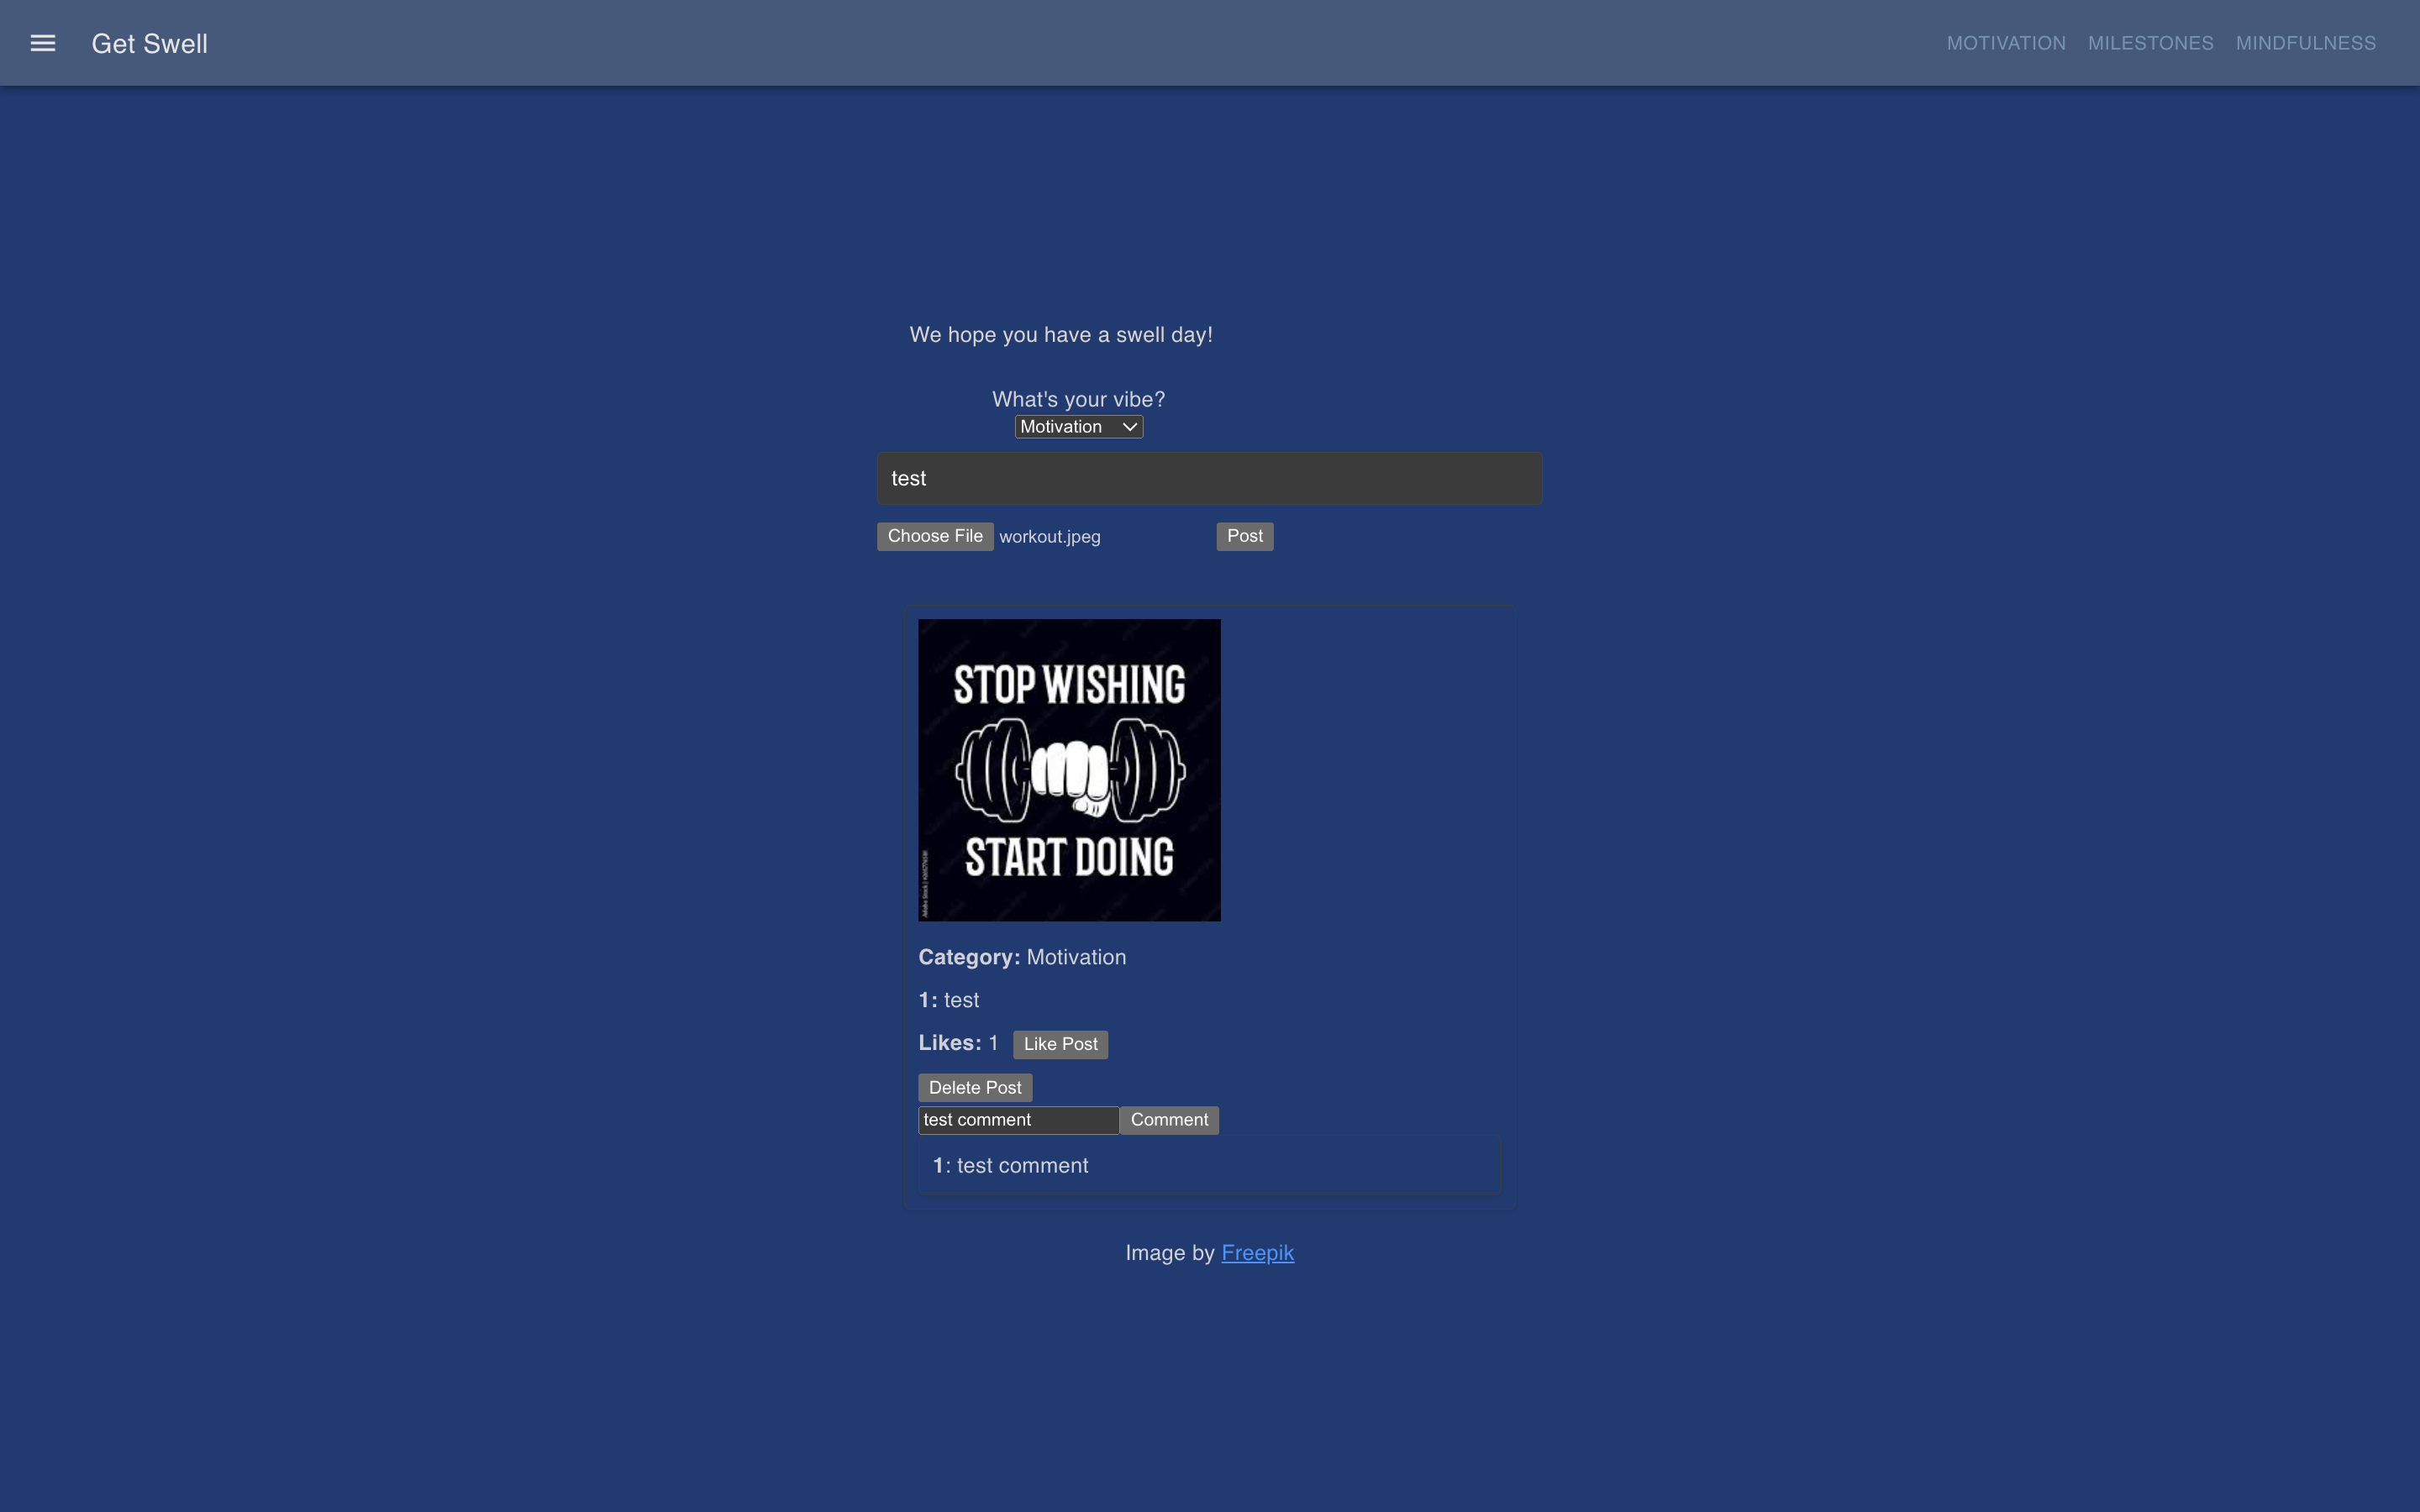 Get Swell
MOTIVATION MILESTONES MINDFULNESS
We hope you have a swell day!
What's your vibe?
Motivation
test
Choose File workout.jpeg Post
STOP WISHING
START DOING
Category: Motivation
1: test
Likes: 1 Like Post
Delete Post
test comment Comment
1: test comment
Image by Freepik